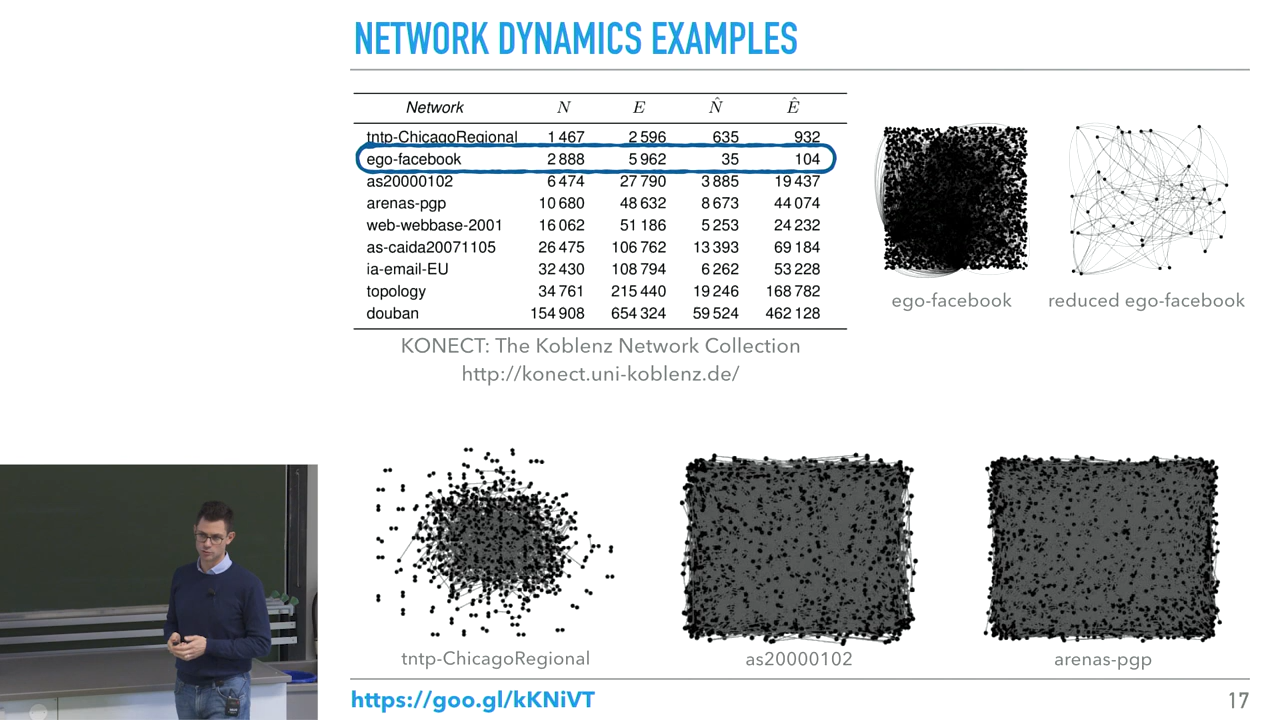 NETWORK DYNAMICS EXAMPLES
Network N E N̂ Ê
tntp-ChicagoRegional 1 467 2 596 635 932
ego-facebook 2 888 5 962 35 104
as20000102 6 474 27 790 3 885 19 437
arenas-pgp 10 680 48 632 8 673 44 074
web-webbase-2001 16 062 51 186 5 253 24 232
as-caida20071105 26 475 106 762 13 393 69 184
ia-email-EU 32 430 108 794 6 262 53 228
topology 34 761 215 440 19 246 168 782
douban 154 908 654 324 59 524 462 128
KONECT: The Koblenz Network Collection
http://konect.uni-koblenz.de/
ego-facebook
reduced ego-facebook
tntp-ChicagoRegional
as20000102
arenas-pgp
https://goo.gl/kKNiVT
17